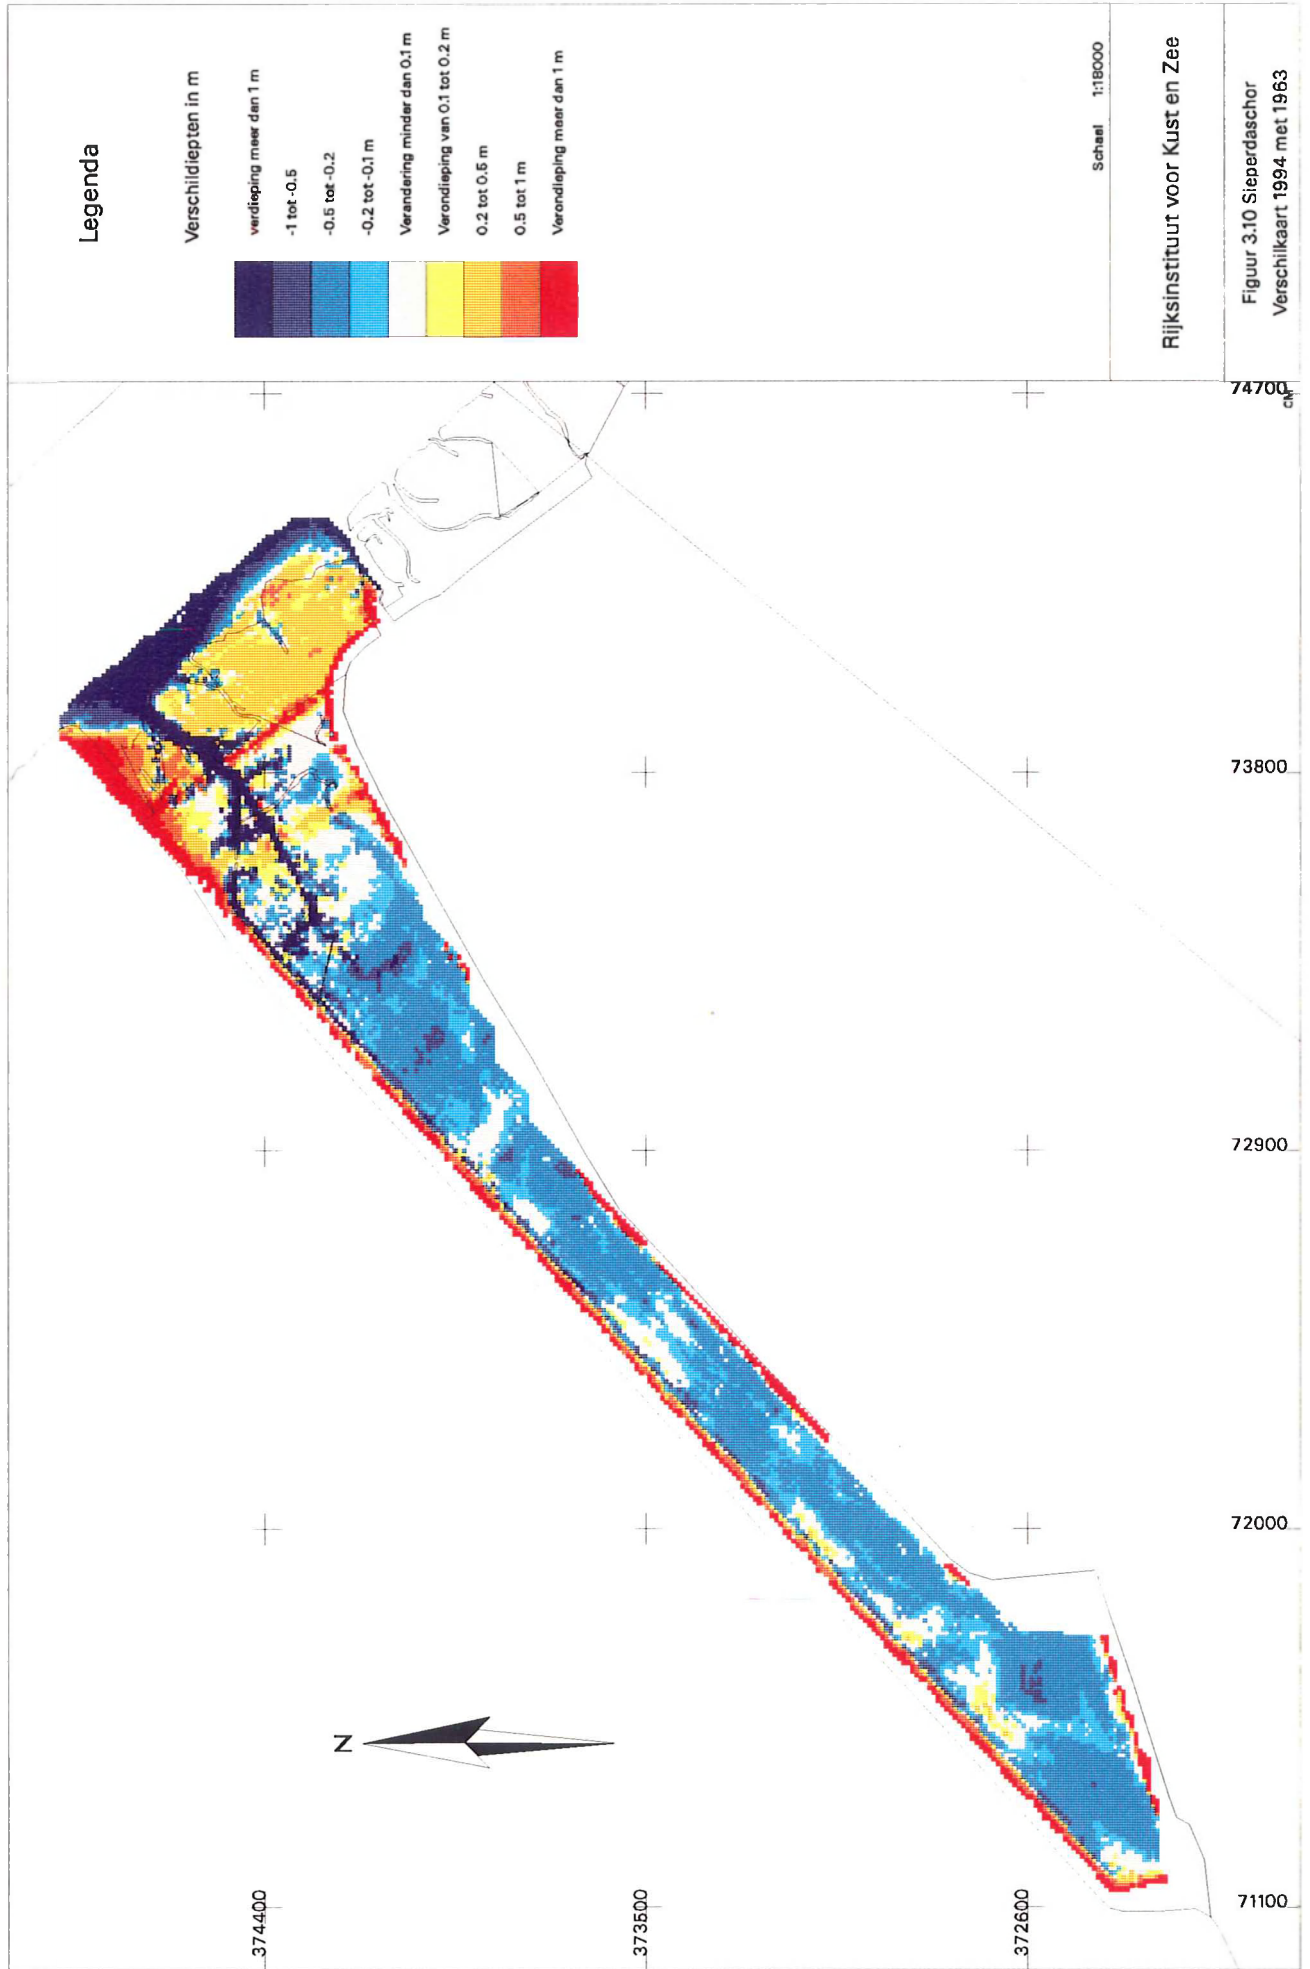 Legenda
Verschildiepten in m
verdieping meer dan 1 m
-1 tot -0.5
-0.5 tot -0.2
-0.2 tot -0.1 m
Verandering minder dan 0.1 m
Verondieping van 0.1 tot 0.2 m
0.2 tot 0.5 m
0.5 tot 1 m
Verondieping meer dan 1 m
Schaal 1:18000
Rijksinstituut voor Kust en Zee
Figuur 3.10 Sieperdaschor
Verschilkaart 1994 met 1963
74700
CM
73800
72900
72000
71100
374400
373500
372600
N